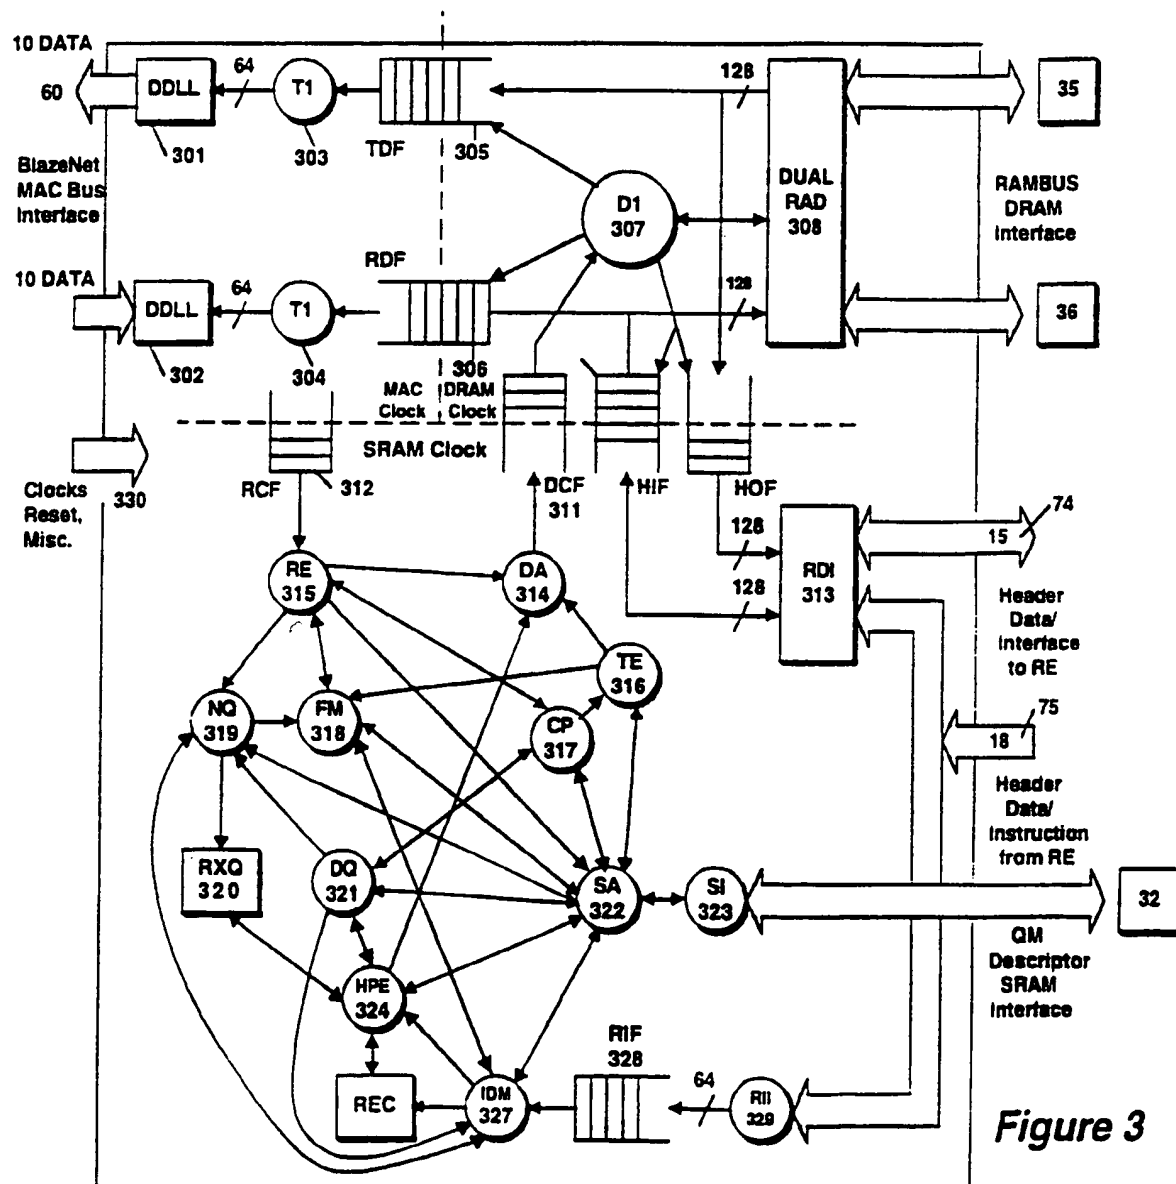 10 DATA
60
DDLL
64
T1
128
35
301
303
TDF
305
BlazeNet
MAC Bus
Interface
D1
307
DUAL
RAD
308
RAMBUS
DRAM
Interface
RDF
10 DATA
DDLL
64
T1
128
36
302
304
306
MAC
Clock
DRAM
Clock
SRAM Clock
Clocks
Reset,
Misc.
330
RCF
312
DCF
311
HIF
HOF
128
128
RDI
313
15
74
Header
Data/
Interface
to RE
RE
315
DA
314
TE
316
NQ
319
FM
318
CP
317
18
75
Header
Data/
Instruction
from RE
RXQ
320
DQ
321
SA
322
SI
323
32
QM
Descriptor
SRAM
Interface
HPE
324
RIF
328
REC
IDM
327
64
RII
329
Figure 3